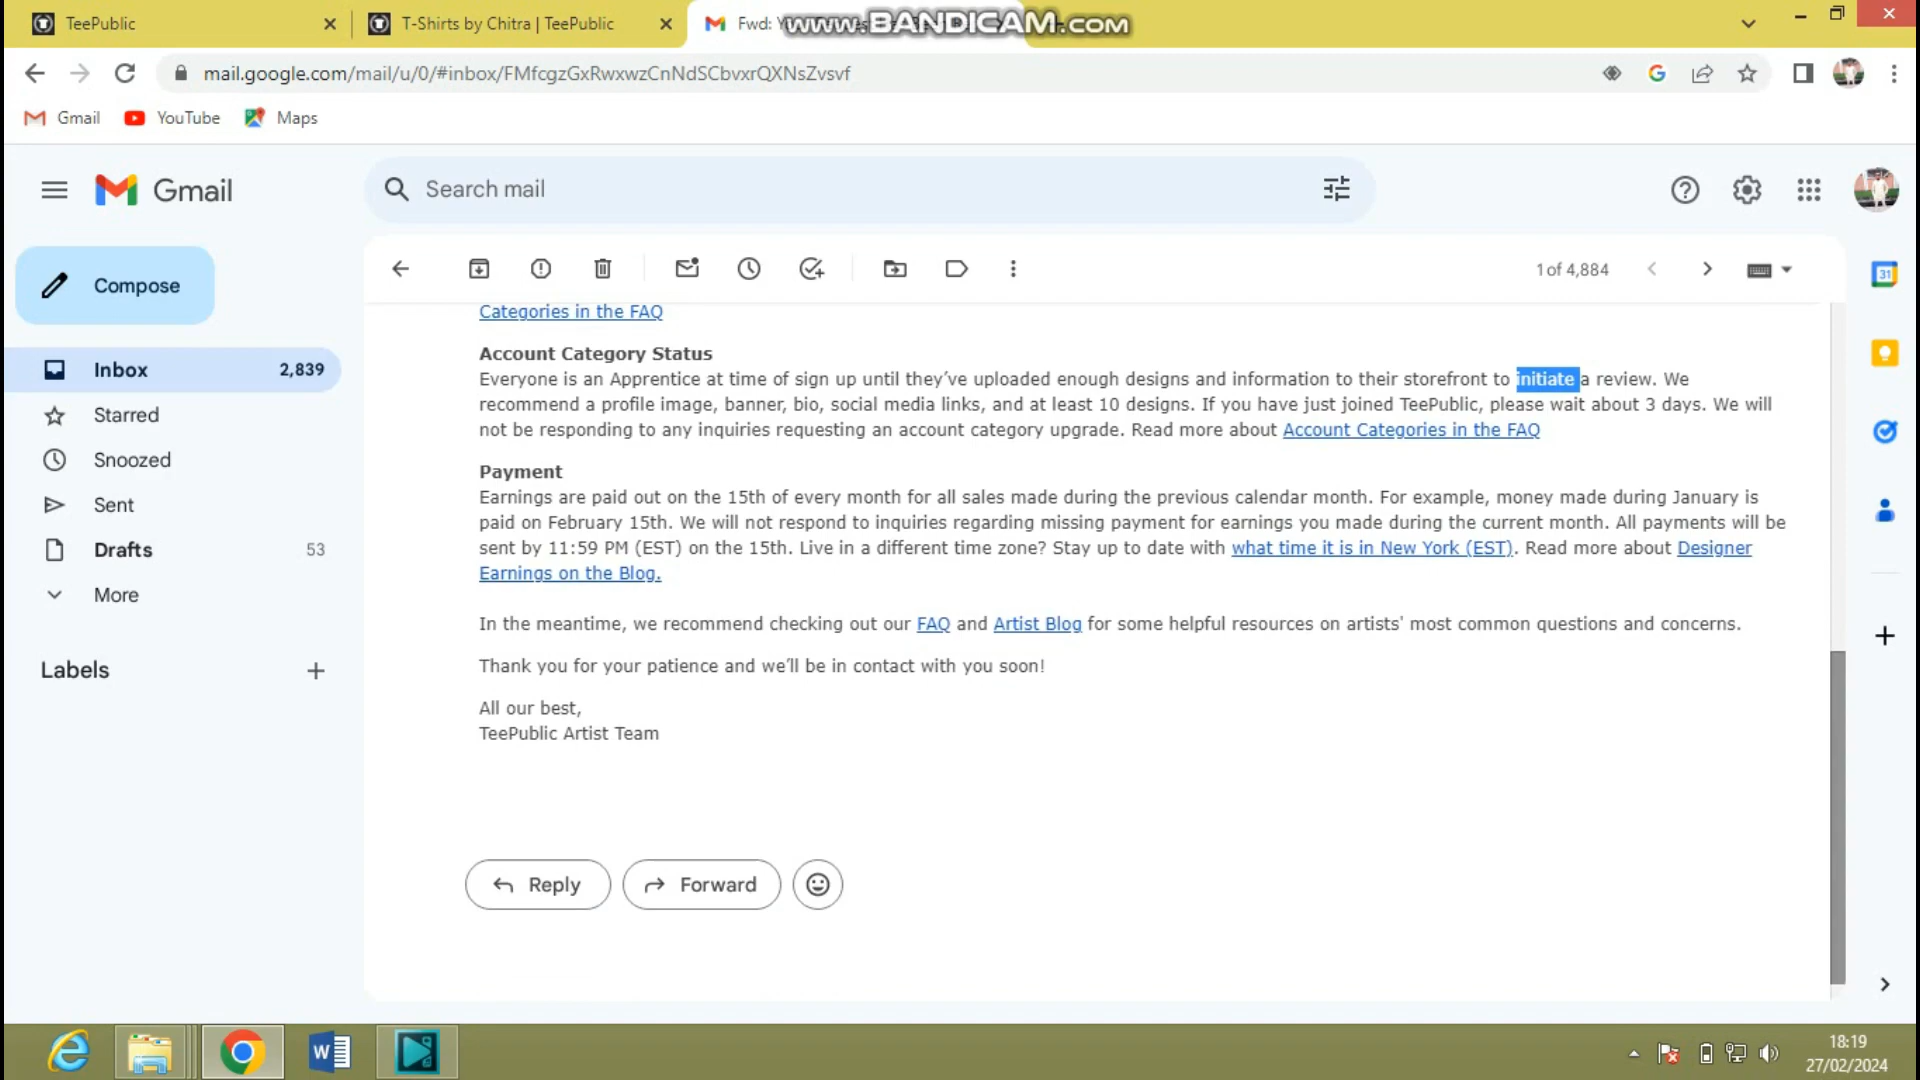 TeePublic
T-Shirts by Chitra | TeePublic
Fwd: Yo
www.BANDICAM.com
mail.google.com/mail/u/0/#inbox/FMfcgzGxRwxwzCnNdSCbvxrQXNsZvsvf
Gmail
YouTube
Maps
Gmail
Search mail
Compose
1 of 4,884
Inbox 2,839
Starred
Snoozed
Sent
Drafts 53
More
Labels
Categories in the FAQ
Account Category Status
Everyone is an Apprentice at time of sign up until they’ve uploaded enough designs and information to their storefront to initiate a review. We
recommend a profile image, banner, bio, social media links, and at least 10 designs. If you have just joined TeePublic, please wait about 3 days. We will
not be responding to any inquiries requesting an account category upgrade. Read more about Account Categories in the FAQ
Payment
Earnings are paid out on the 15th of every month for all sales made during the previous calendar month. For example, money made during January is
paid on February 15th. We will not respond to inquiries regarding missing payment for earnings you made during the current month. All payments will be
sent by 11:59 PM (EST) on the 15th. Live in a different time zone? Stay up to date with what time it is in New York (EST). Read more about Designer
Earnings on the Blog.
In the meantime, we recommend checking out our FAQ and Artist Blog for some helpful resources on artists' most common questions and concerns.
Thank you for your patience and we’ll be in contact with you soon!
All our best,
TeePublic Artist Team
Reply
Forward
31
18:19
27/02/2024